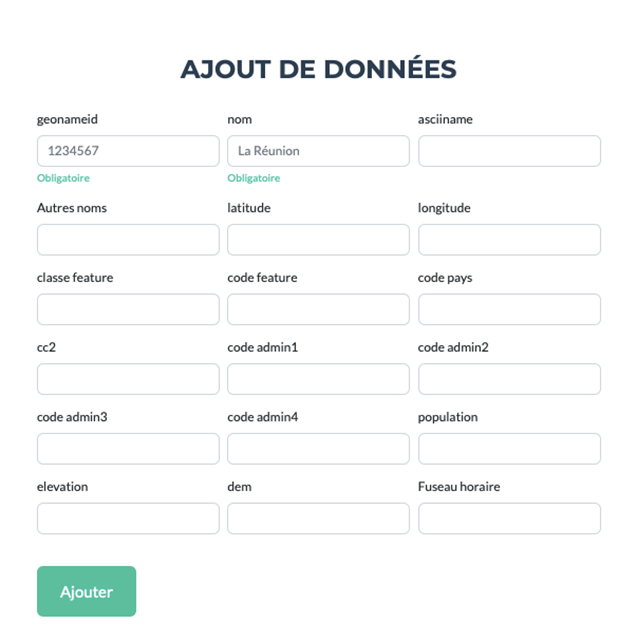 AJOUT DE DONNÉES
geonameid nom asciiname
1234567 La Réunion
Obligatoire Obligatoire
Autres noms latitude longitude
classe feature code feature code pays
cc2 code admin1 code admin2
code admin3 code admin4 population
elevation dem Fuseau horaire
Ajouter